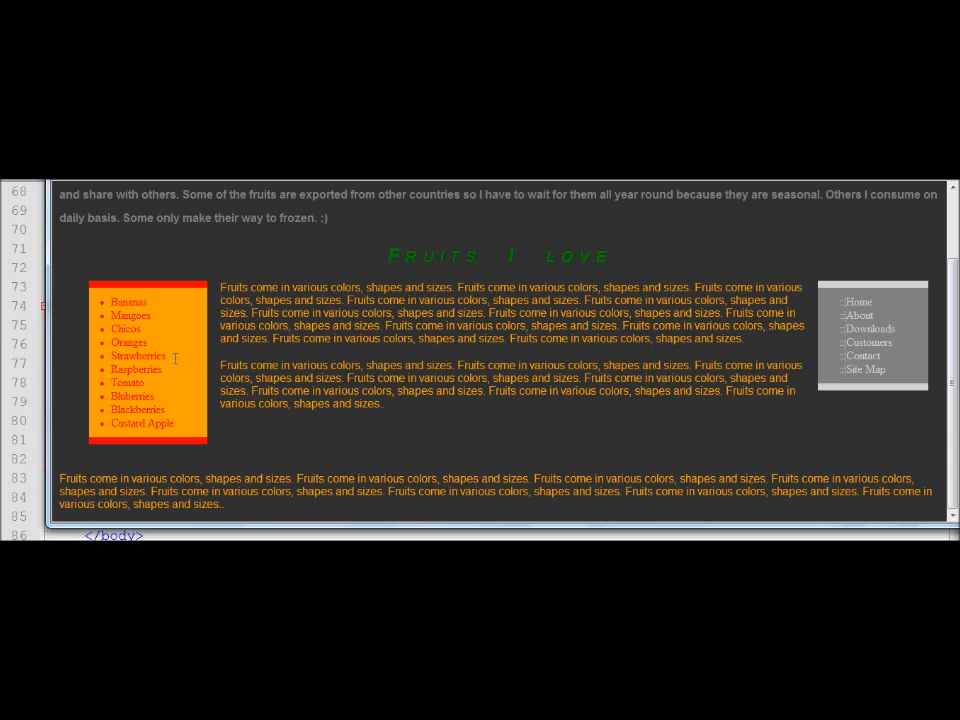 68
and share with others. Some of the fruits are exported from other countries so I have to wait for them all year round because they are seasonal. Others I consume on
69
daily basis. Some only make their way to frozen. :)
70
71
FRUITS I LOVE
72
73
Fruits come in various colors, shapes and sizes. Fruits come in various colors, shapes and sizes. Fruits come in various
colors, shapes and sizes. Fruits come in various colors, shapes and sizes. Fruits come in various colors, shapes and
sizes. Fruits come in various colors, shapes and sizes. Fruits come in various colors, shapes and sizes. Fruits come in
various colors, shapes and sizes. Fruits come in various colors, shapes and sizes. Fruits come in various colors, shapes
and sizes. Fruits come in various colors, shapes and sizes. Fruits come in various colors, shapes and sizes.
Fruits come in various colors, shapes and sizes. Fruits come in various colors, shapes and sizes. Fruits come in various
colors, shapes and sizes. Fruits come in various colors, shapes and sizes. Fruits come in various colors, shapes and
sizes. Fruits come in various colors, shapes and sizes. Fruits come in various colors, shapes and sizes. Fruits come in
various colors, shapes and sizes..
Bananas
Mangoes
Chicos
Oranges
Strawberries
Raspberries
Tomato
Bluberries
Blackberries
Custard Apple
::|Home
::|About
::|Downloads
::|Customers
::|Contact
::|Site Map
74
75
76
77
78
79
80
81
82
83
Fruits come in various colors, shapes and sizes. Fruits come in various colors, shapes and sizes. Fruits come in various colors, shapes and sizes. Fruits come in various colors,
84
shapes and sizes. Fruits come in various colors, shapes and sizes. Fruits come in various colors, shapes and sizes. Fruits come in various colors, shapes and sizes. Fruits come in
various colors, shapes and sizes..
85
86
</body>